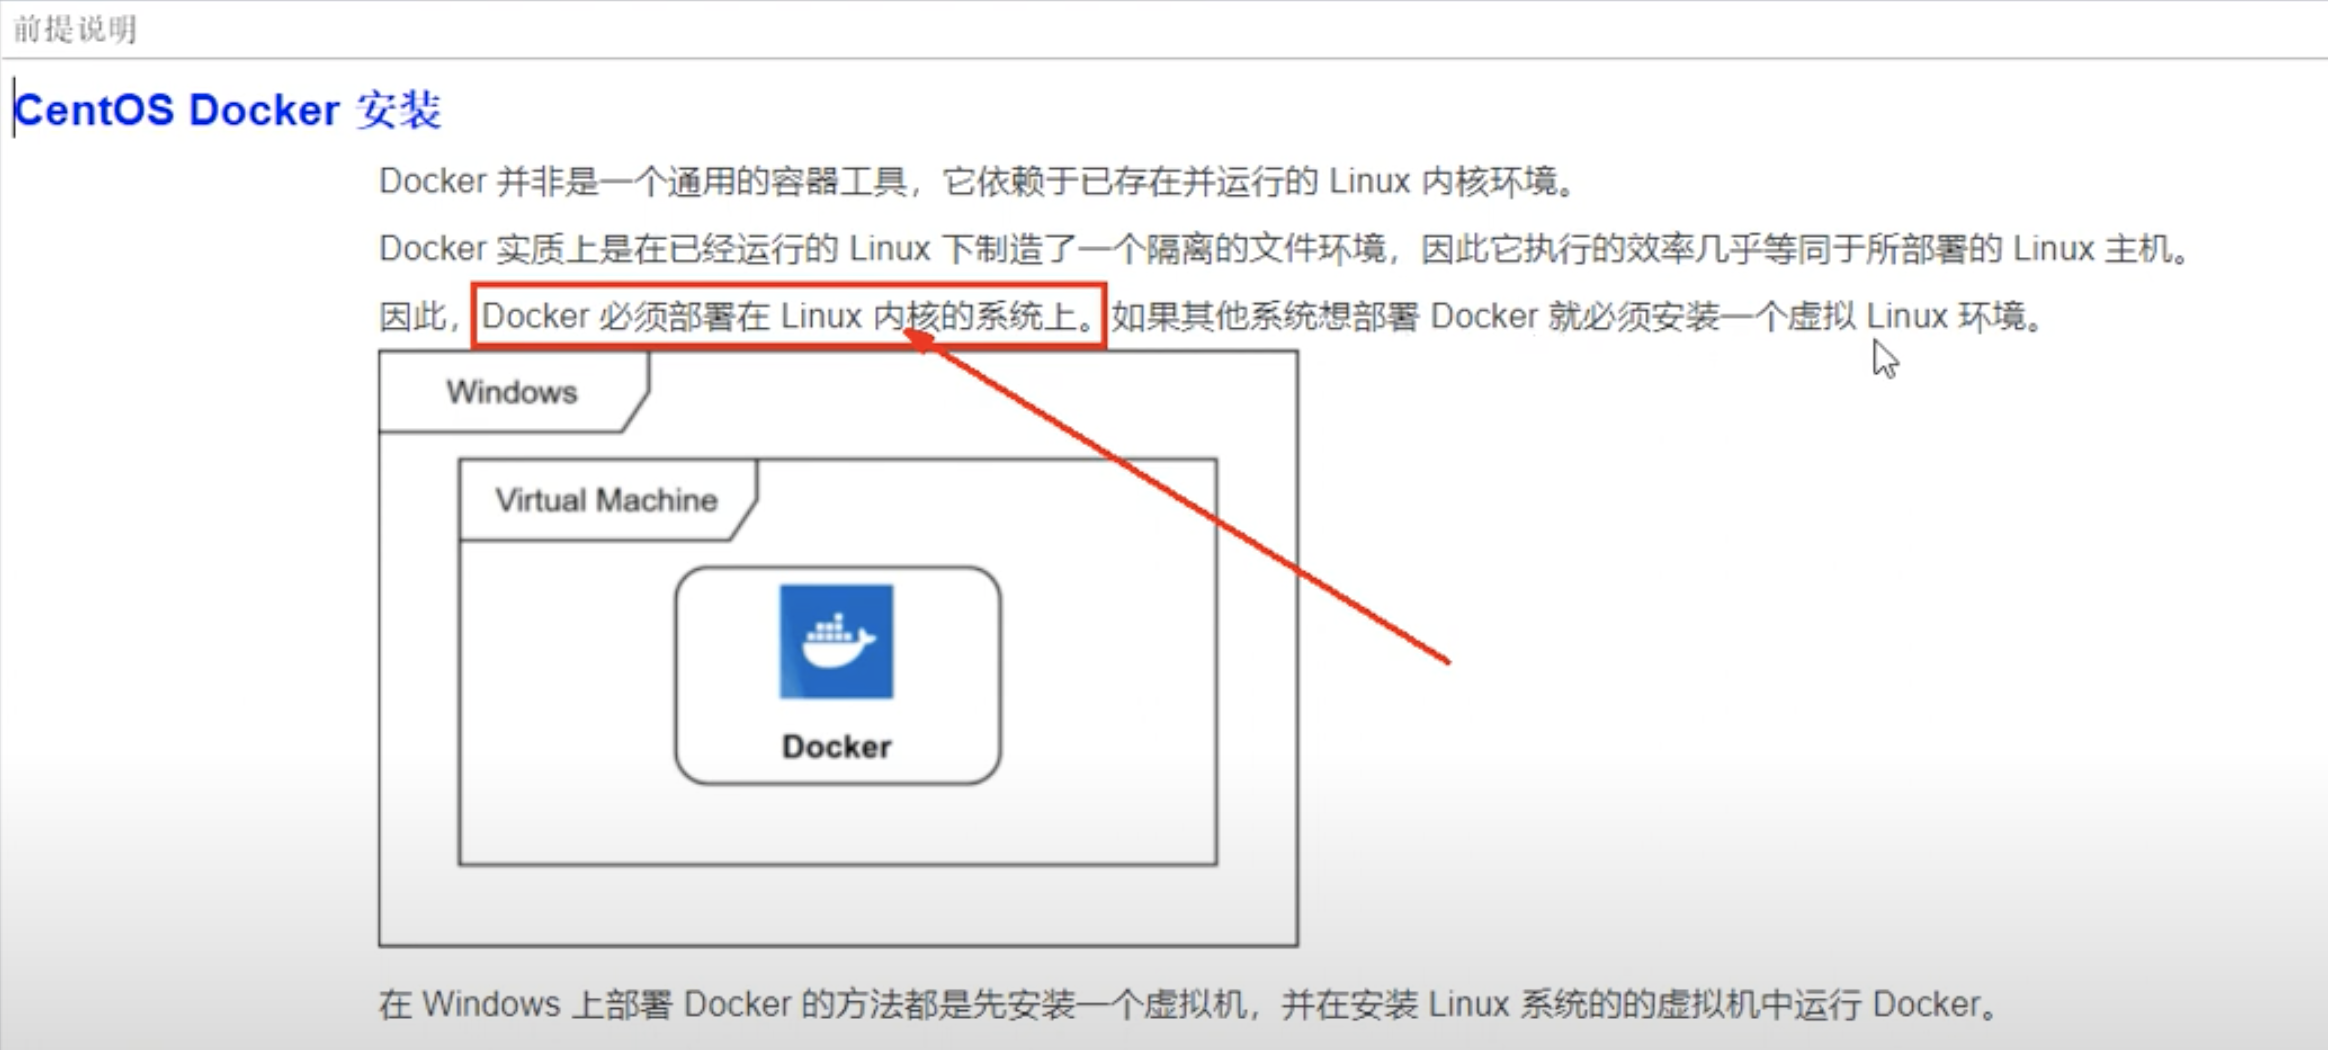 前提说明
CentOS Docker 安装
Docker 并非是一个通用的容器工具，它依赖于已存在并运行的 Linux 内核环境。
Docker 实质上是在已经运行的 Linux 下制造了一个隔离的文件环境，因此它执行的效率几乎等同于所部署的 Linux 主机。
因此，Docker 必须部署在 Linux 内核的系统上。如果其他系统想部署 Docker 就必须安装一个虚拟 Linux 环境。
Windows
Virtual Machine
Docker
在 Windows 上部署 Docker 的方法都是先安装一个虚拟机，并在安装 Linux 系统的的虚拟机中运行 Docker。